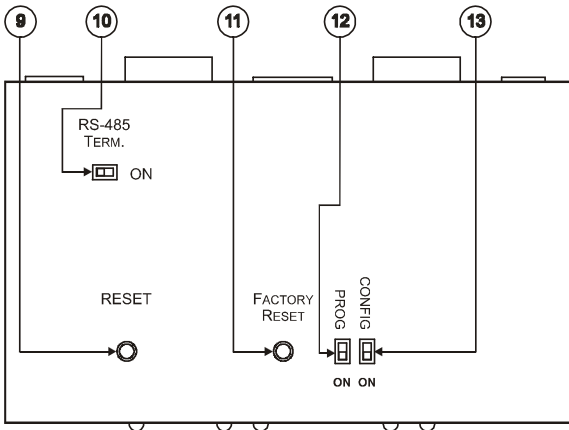 9 10 11 12 13
RS-485
TERM.
ON
RESET
FACTORY
RESET
PROG
CONFIG
ON ON